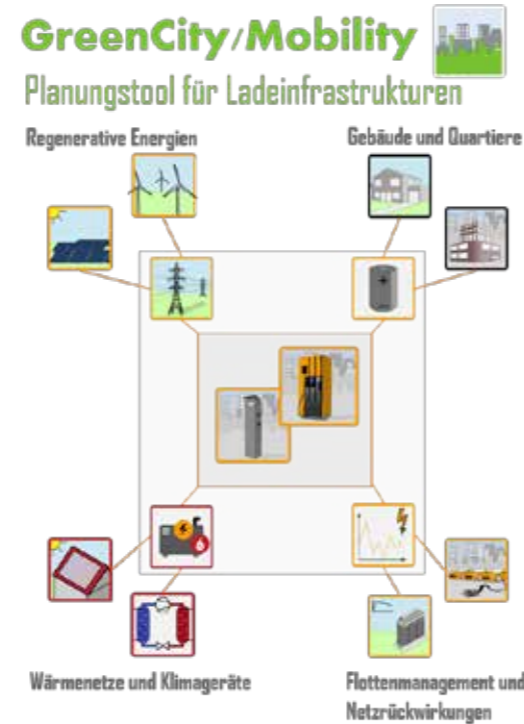 GreenCity/Mobility
Planungstool für Ladeinfrastrukturen
Regenerative Energien
Gebäude und Quartiere
Wärmenetze und Klimageräte
Flottenmanagement und
Netzrückwirkungen